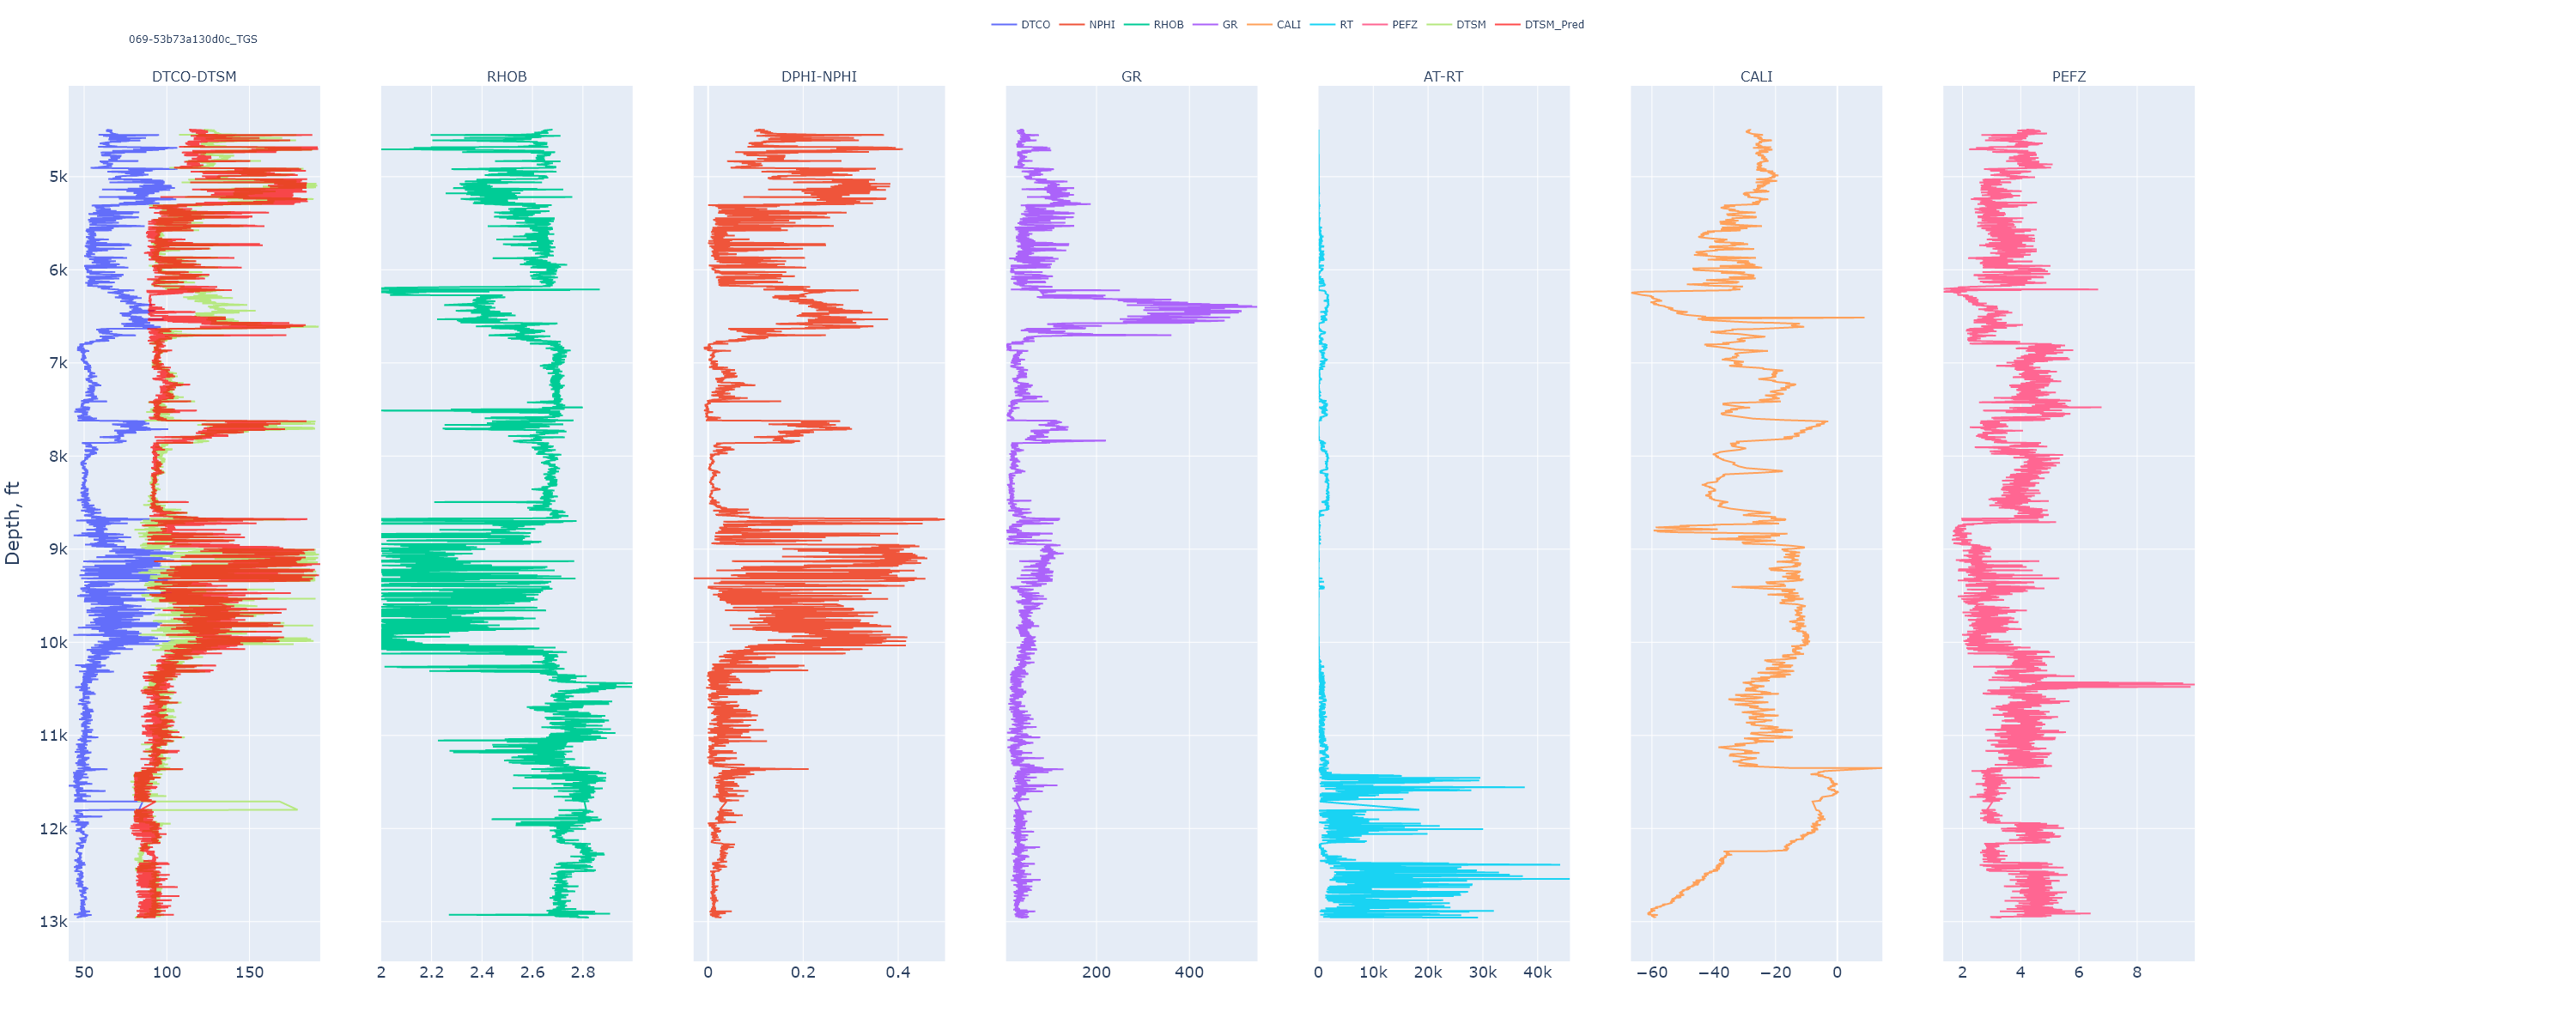 DTCO NPHI RHOB GR CALI RT PEFZ DTSM DTSM_Pred
069-53b73a130d0c_TGS
DTCO-DTSM RHOB DPHI-NPHI GR AT-RT CALI PEFZ
5k
6k
7k
8k
9k
10k
11k
12k
13k
Depth, ft
50 100 150 2 2.2 2.4 2.6 2.8 0 0.2 0.4 200 400 0 10k 20k 30k 40k −60 −40 −20 0 2 4 6 8